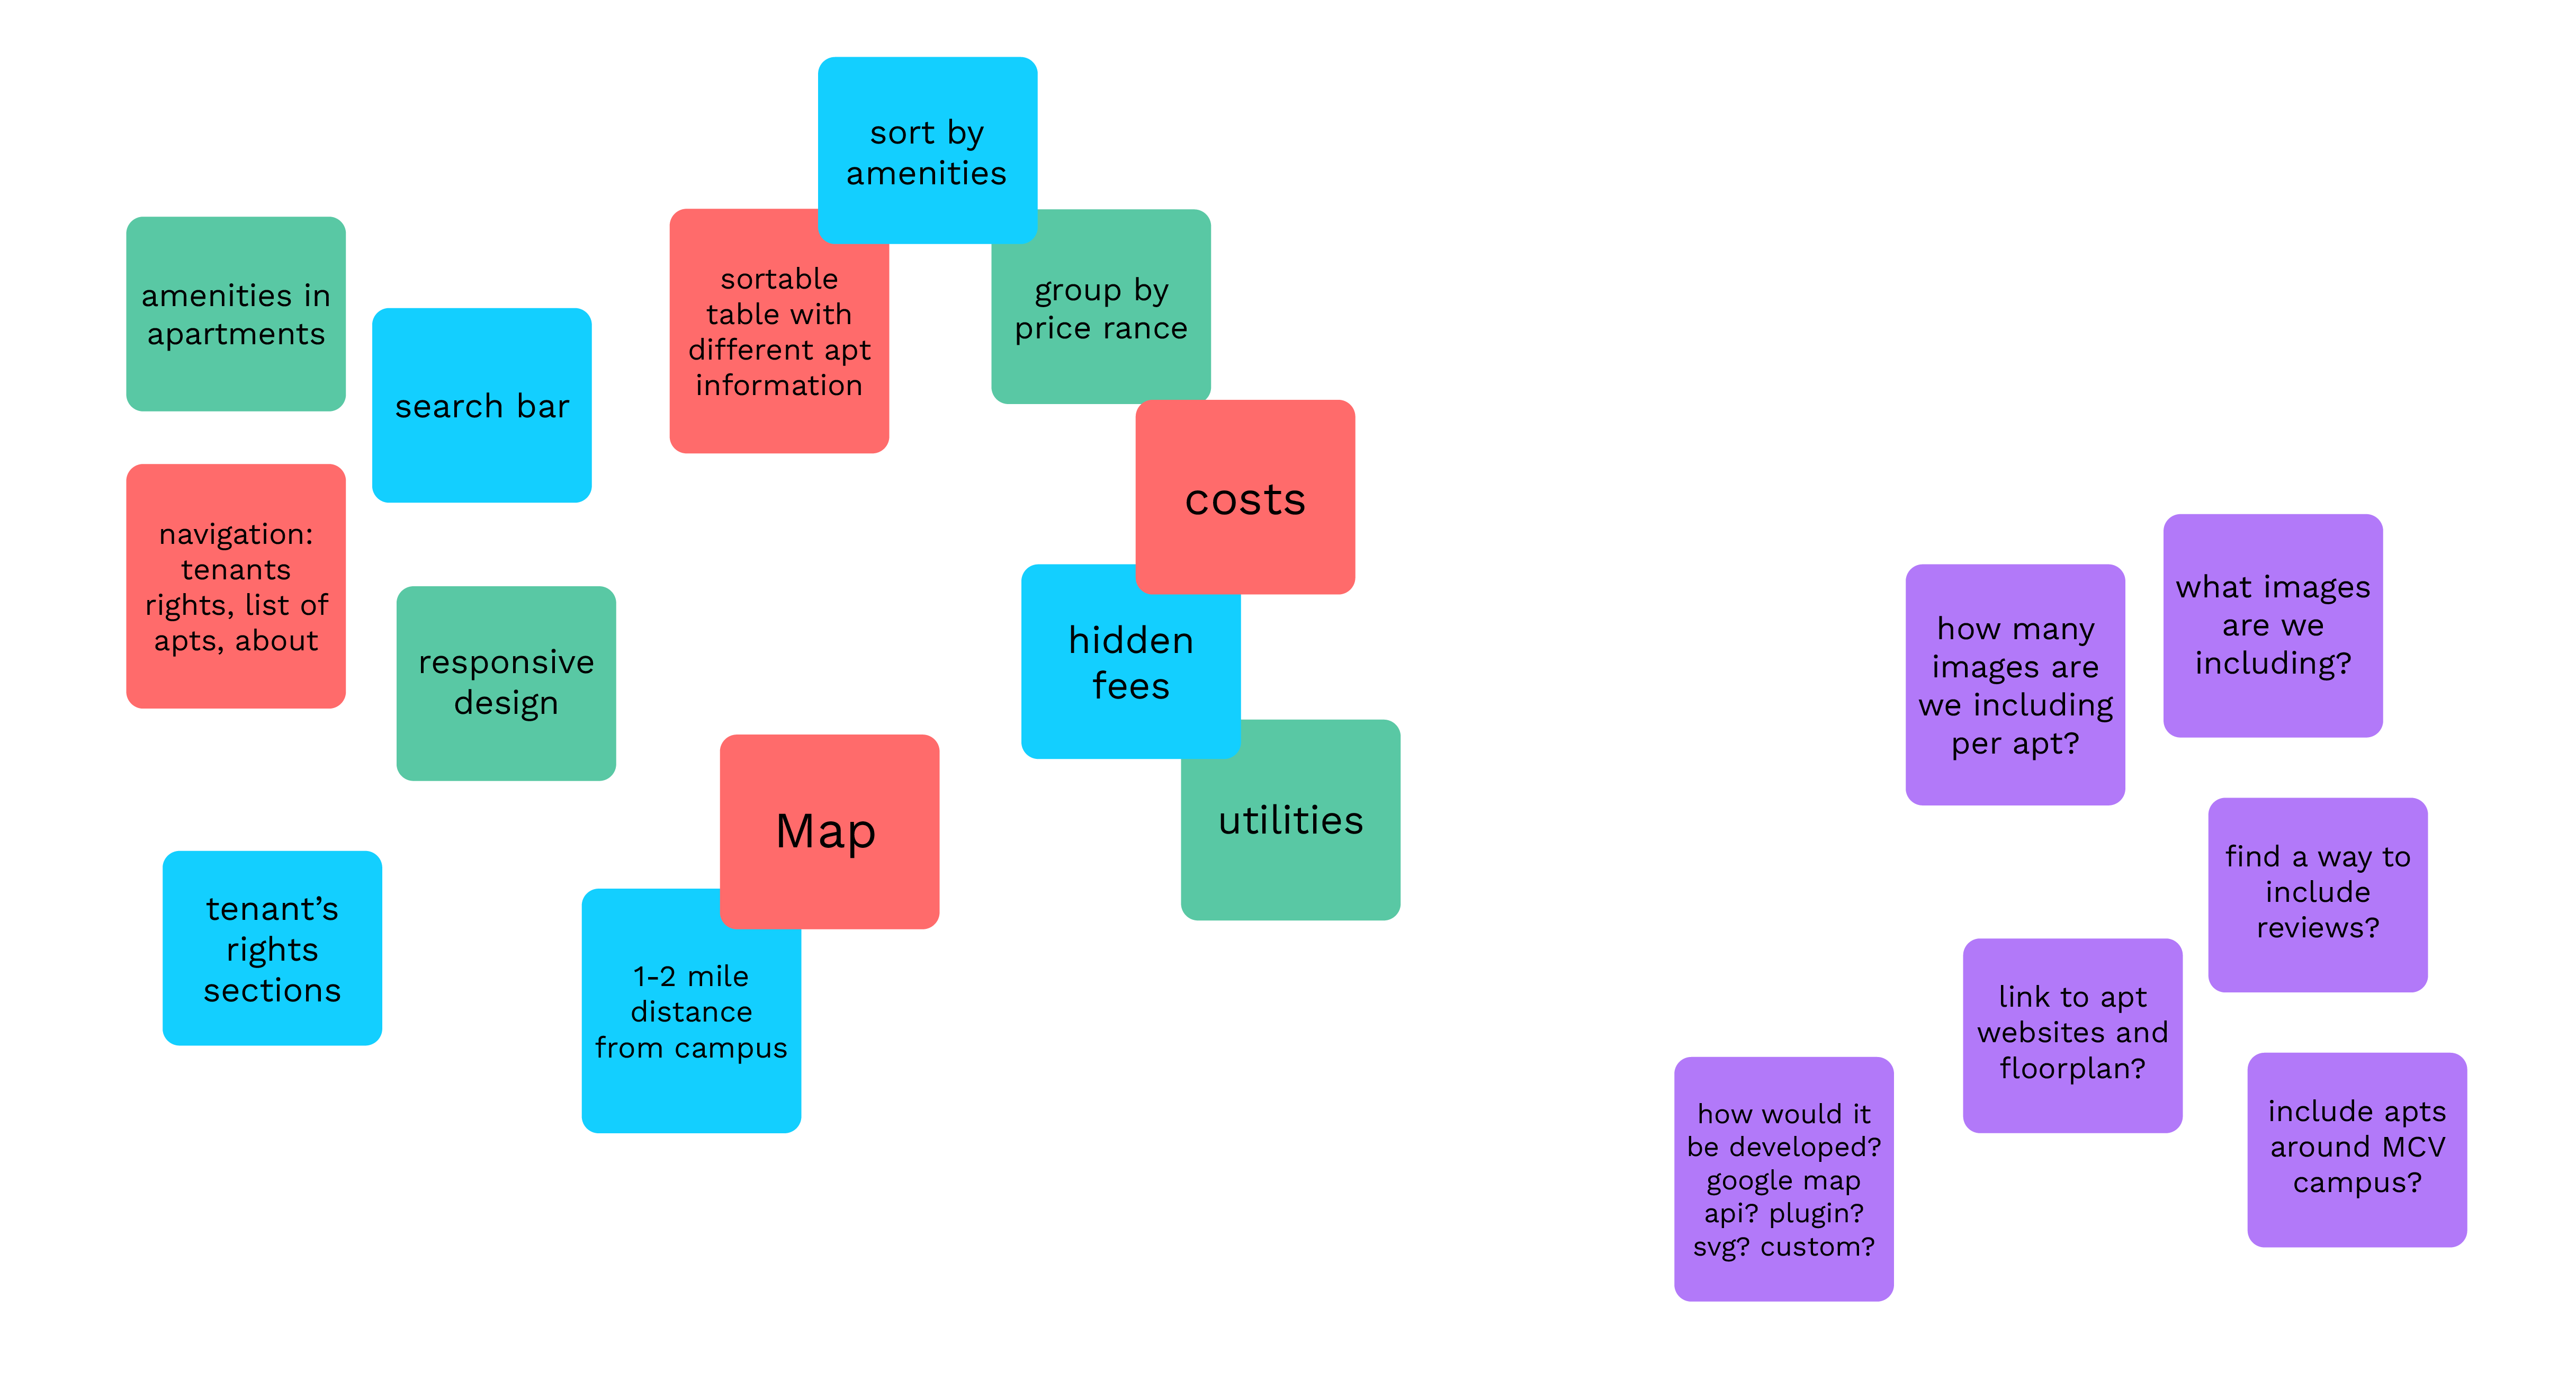 sort by
amenities
amenities in
apartments
search bar
sortable
table with
different apt
information
group by
price rance
costs
navigation:
tenants
rights, list of
apts, about
responsive
design
hidden
fees
utilities
Map
tenant’s
rights
sections
1-2 mile
distance
from campus
how many
images are
we including
per apt?
what images
are we
including?
find a way to
include
reviews?
link to apt
websites and
floorplan?
how would it
be developed?
google map
api? plugin?
svg? custom?
include apts
around MCV
campus?